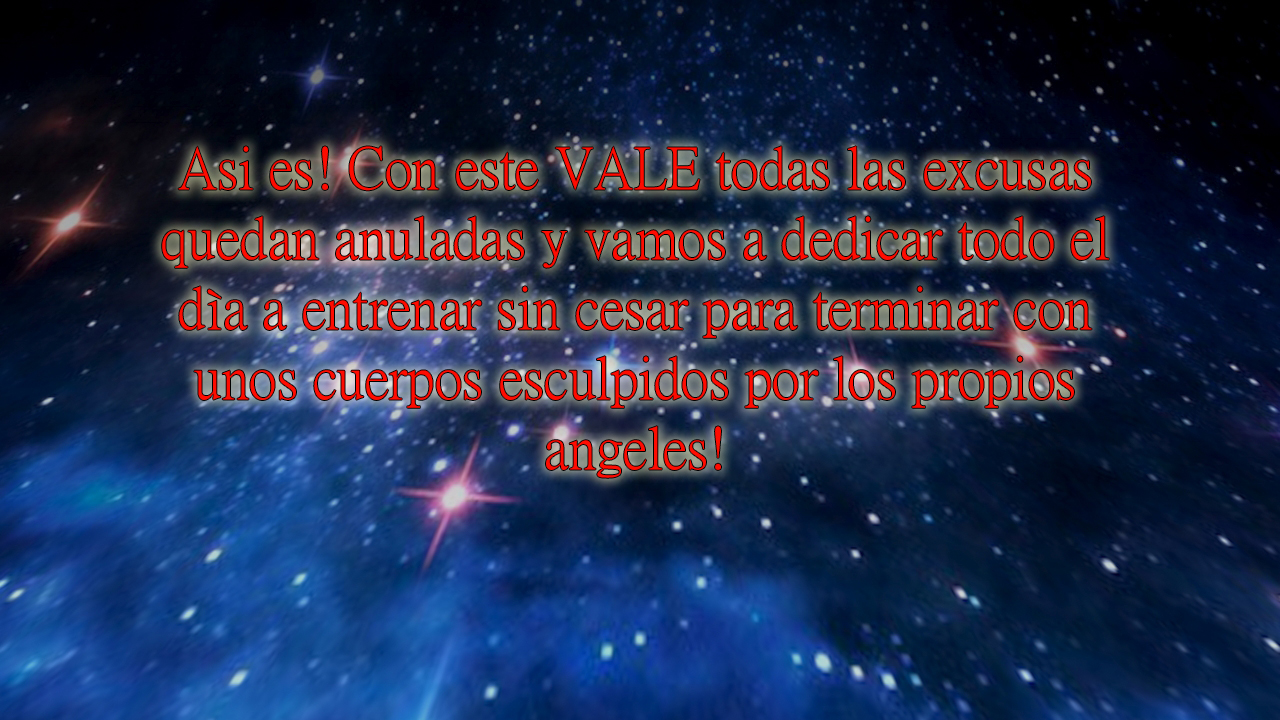 Asi es! Con este VALE todas las excusas
quedan anuladas y vamos a dedicar todo el
dìa a entrenar sin cesar para terminar con
unos cuerpos esculpidos por los propios
angeles!